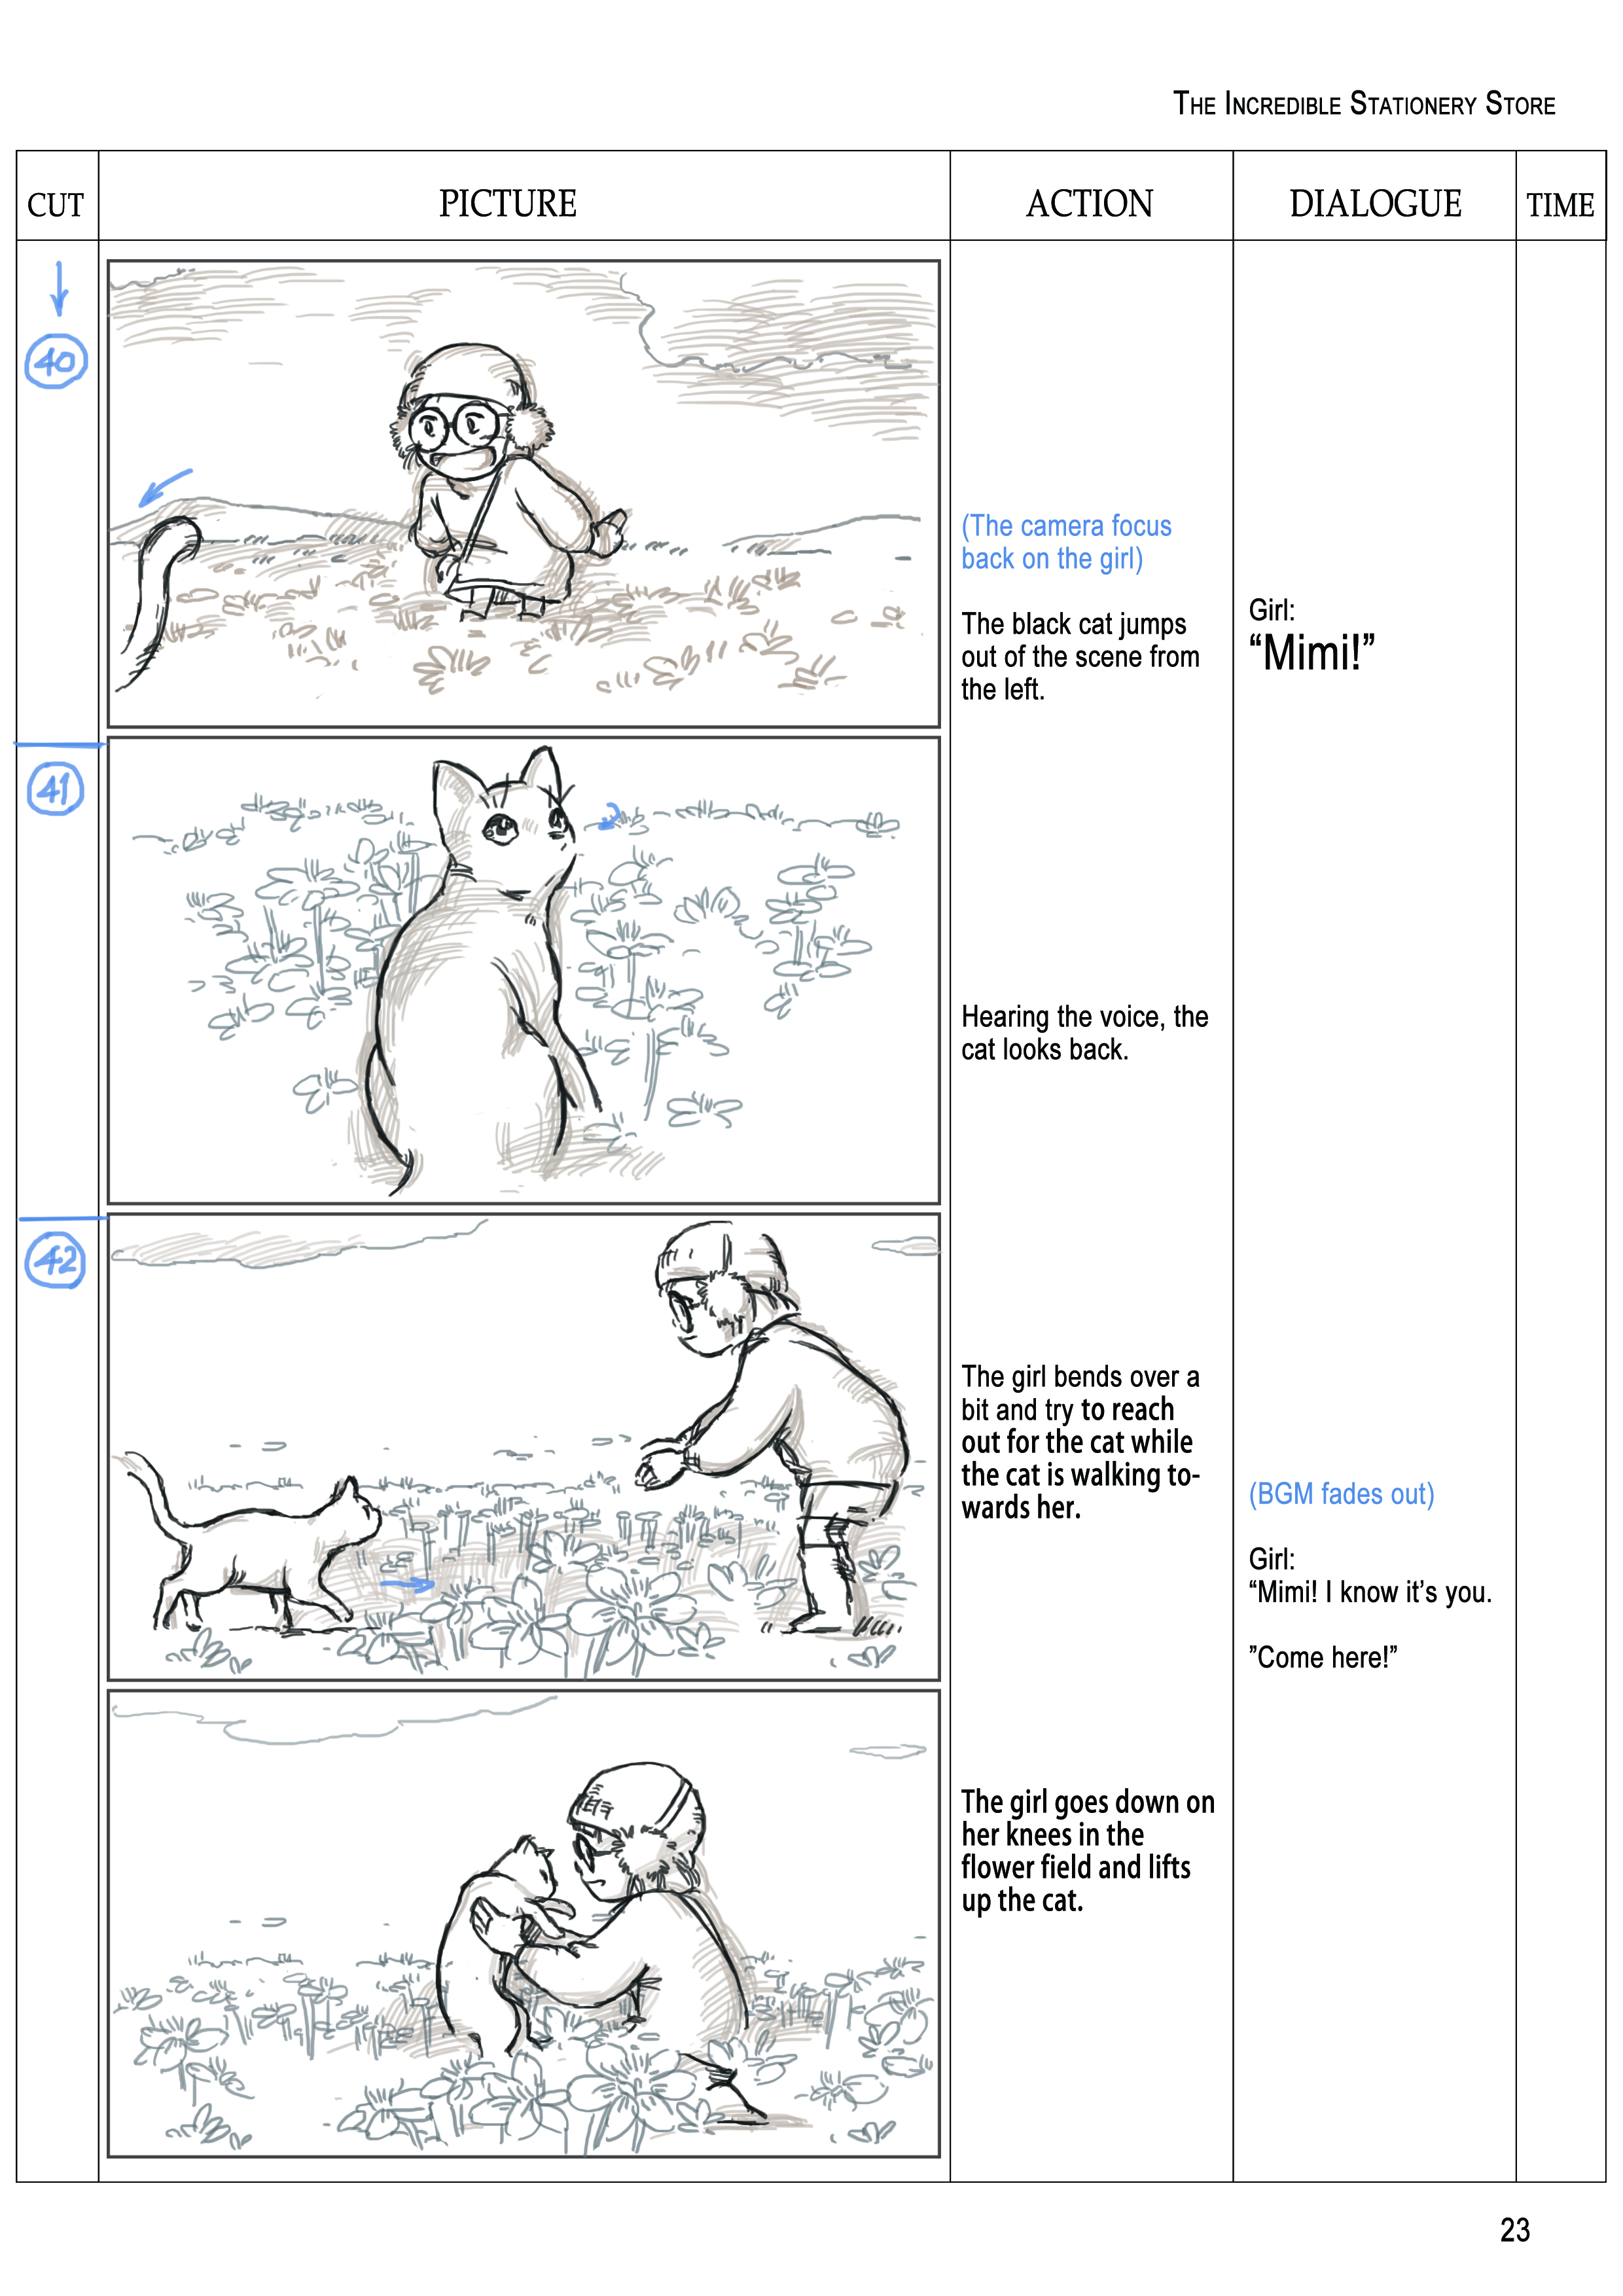 The Incredible Stationery Store
CUT
PICTURE
ACTION
DIALOGUE
TIME
40
(The camera focus
back on the girl)
The black cat jumps
out of the scene from
the left.
Girl:
“Mimi!”
41
Hearing the voice, the
cat looks back.
42
The girl bends over a
bit and try to reach
out for the cat while
the cat is walking to-
wards her.
(BGM fades out)
Girl:
“Mimi! I know it’s you.
”Come here!”
The girl goes down on
her knees in the
flower field and lifts
up the cat.
23